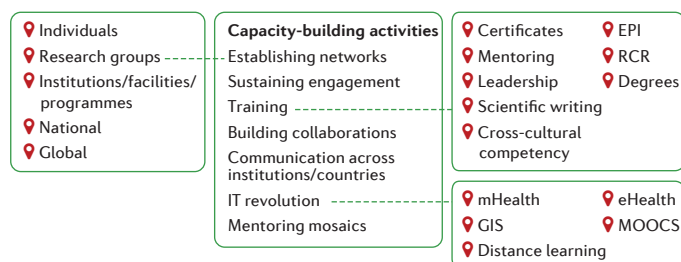 Individuals
Research groups
Institutions/facilities/
programmes
National
Global
Capacity-building activities
Establishing networks
Sustaining engagement
Training
Building collaborations
Communication across
institutions/countries
IT revolution
Mentoring mosaics
Certificates
EPI
Mentoring
RCR
Leadership
Degrees
Scientific writing
Cross-cultural
competency
mHealth
eHealth
GIS
MOOCS
Distance learning